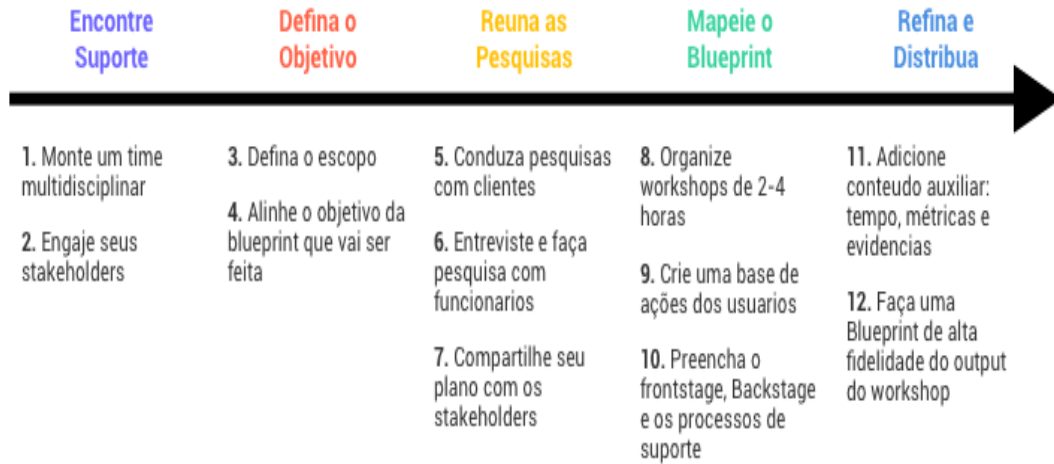 Encontre
Suporte
Defina o
Objetivo
Reuna as
Pesquisas
Mapeie o
Blueprint
Refina e
Distribua
1. Monte um time
multidisciplinar
2. Engaje seus
stakeholders
3. Defina o escopo
4. Alinhe o objetivo da
blueprint que vai ser
feita
5. Conduza pesquisas
com clientes
6. Entreviste e faça
pesquisa com
funcionarios
7. Compartilhe seu
plano com os
stakeholders
8. Organize
workshops de 2-4
horas
9. Crie uma base de
ações dos usuarios
10. Preencha o
frontstage, Backstage
e os processos de
suporte
11. Adicione
conteudo auxiliar:
tempo, métricas e
evidencias
12. Faça uma
Blueprint de alta
fidelidade do output
do workshop